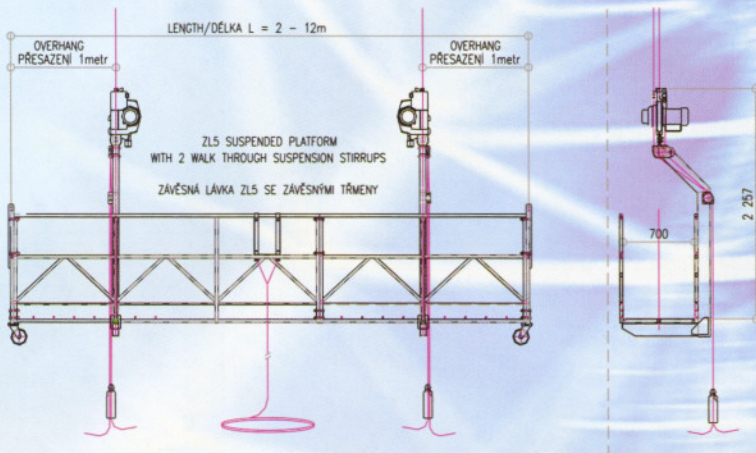 LENGTH/DÉLKA L = 2 - 12m
OVERHANG
PŘESAZENÍ 1metr
OVERHANG
PŘESAZENÍ 1metr
ZL5 SUSPENDED PLATFORM
WITH 2 WALK THROUGH SUSPENSION STIRRUPS
ZÁVĚSNÁ LÁVKA ZL5 SE ZÁVĚSNÝMI TŘMENY
700
2 257